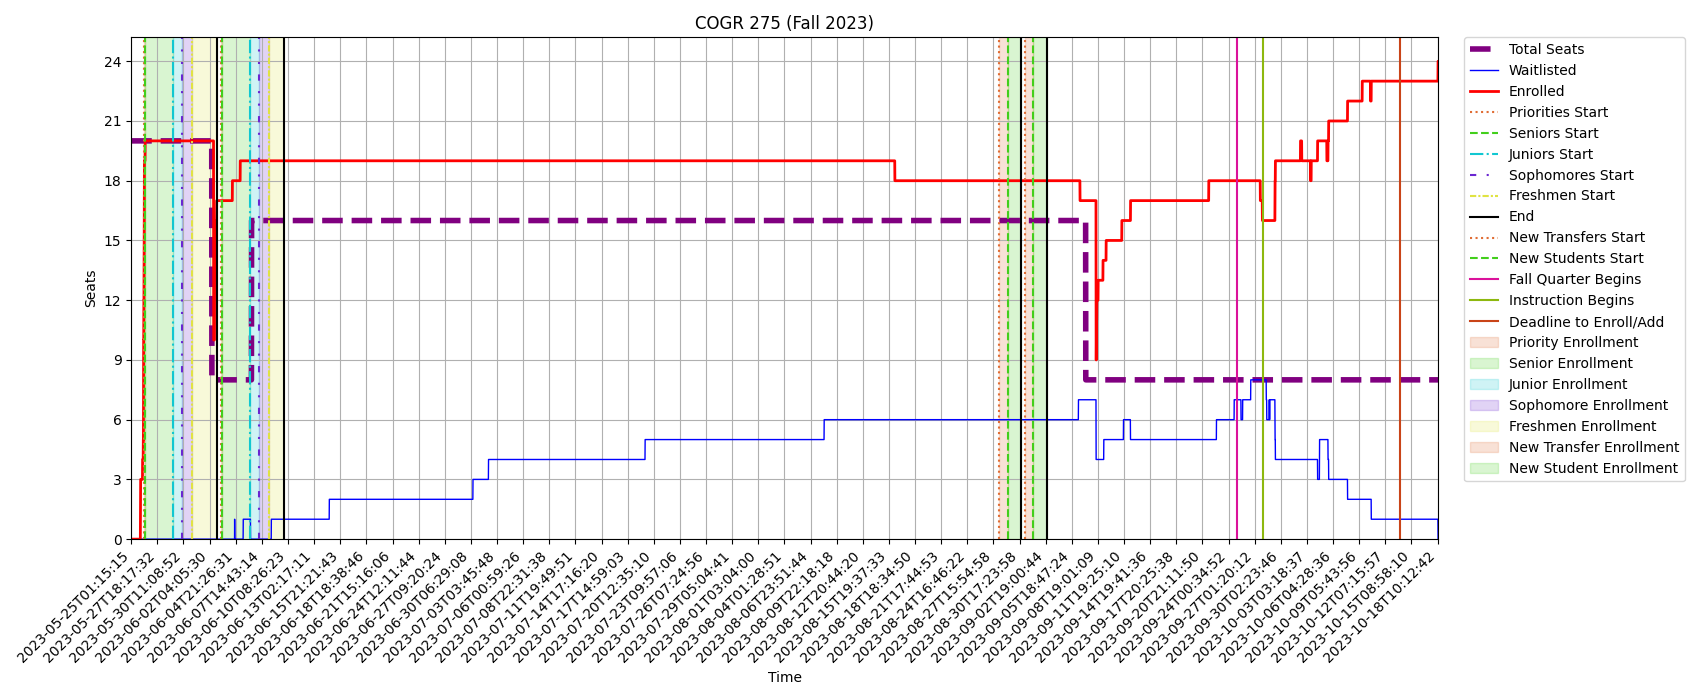 COGR 275 (Fall 2023)
Seats
24
21
18
15
12
9
6
3
0
2023-05-25T01:15:15
2023-05-27T18:17:32
2023-05-30T11:08:52
2023-06-02T04:05:30
2023-06-04T21:26:31
2023-06-07T14:43:14
2023-06-10T08:26:23
2023-06-13T02:17:11
2023-06-15T21:21:43
2023-06-18T18:38:46
2023-06-21T15:16:06
2023-06-24T12:11:44
2023-06-27T09:20:24
2023-06-30T06:29:08
2023-07-03T03:45:48
2023-07-06T00:59:26
2023-07-08T22:31:38
2023-07-11T19:49:51
2023-07-14T17:16:20
2023-07-17T14:59:03
2023-07-20T12:35:10
2023-07-23T09:57:06
2023-07-26T07:24:56
2023-07-29T05:04:41
2023-08-01T03:04:00
2023-08-04T01:28:51
2023-08-06T23:51:44
2023-08-09T22:18:18
2023-08-12T20:44:20
2023-08-15T19:37:33
2023-08-18T18:34:50
2023-08-21T17:44:53
2023-08-24T16:46:22
2023-08-27T15:54:58
2023-08-30T17:23:58
2023-09-02T19:00:44
2023-09-05T18:47:24
2023-09-08T19:01:09
2023-09-11T19:25:10
2023-09-14T19:41:36
2023-09-17T20:25:38
2023-09-20T21:11:50
2023-09-24T00:34:52
2023-09-27T01:20:12
2023-09-30T02:23:46
2023-10-03T03:18:37
2023-10-06T04:28:36
2023-10-09T05:43:56
2023-10-12T07:15:57
2023-10-15T08:58:10
2023-10-18T10:12:42
Time
Total Seats
Waitlisted
Enrolled
Priorities Start
Seniors Start
Juniors Start
Sophomores Start
Freshmen Start
End
New Transfers Start
New Students Start
Fall Quarter Begins
Instruction Begins
Deadline to Enroll/Add
Priority Enrollment
Senior Enrollment
Junior Enrollment
Sophomore Enrollment
Freshmen Enrollment
New Transfer Enrollment
New Student Enrollment